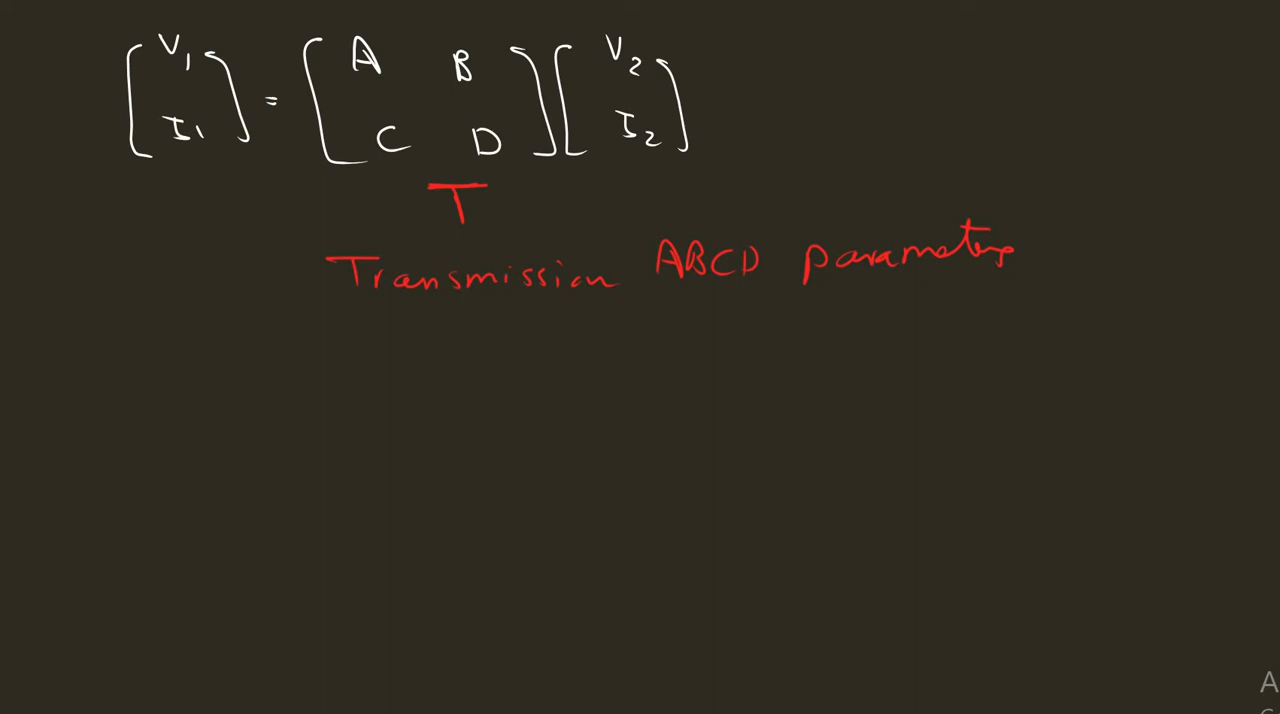 V1 = A B V2
I1 C D I2
T
Transmission ABCD parameters
A